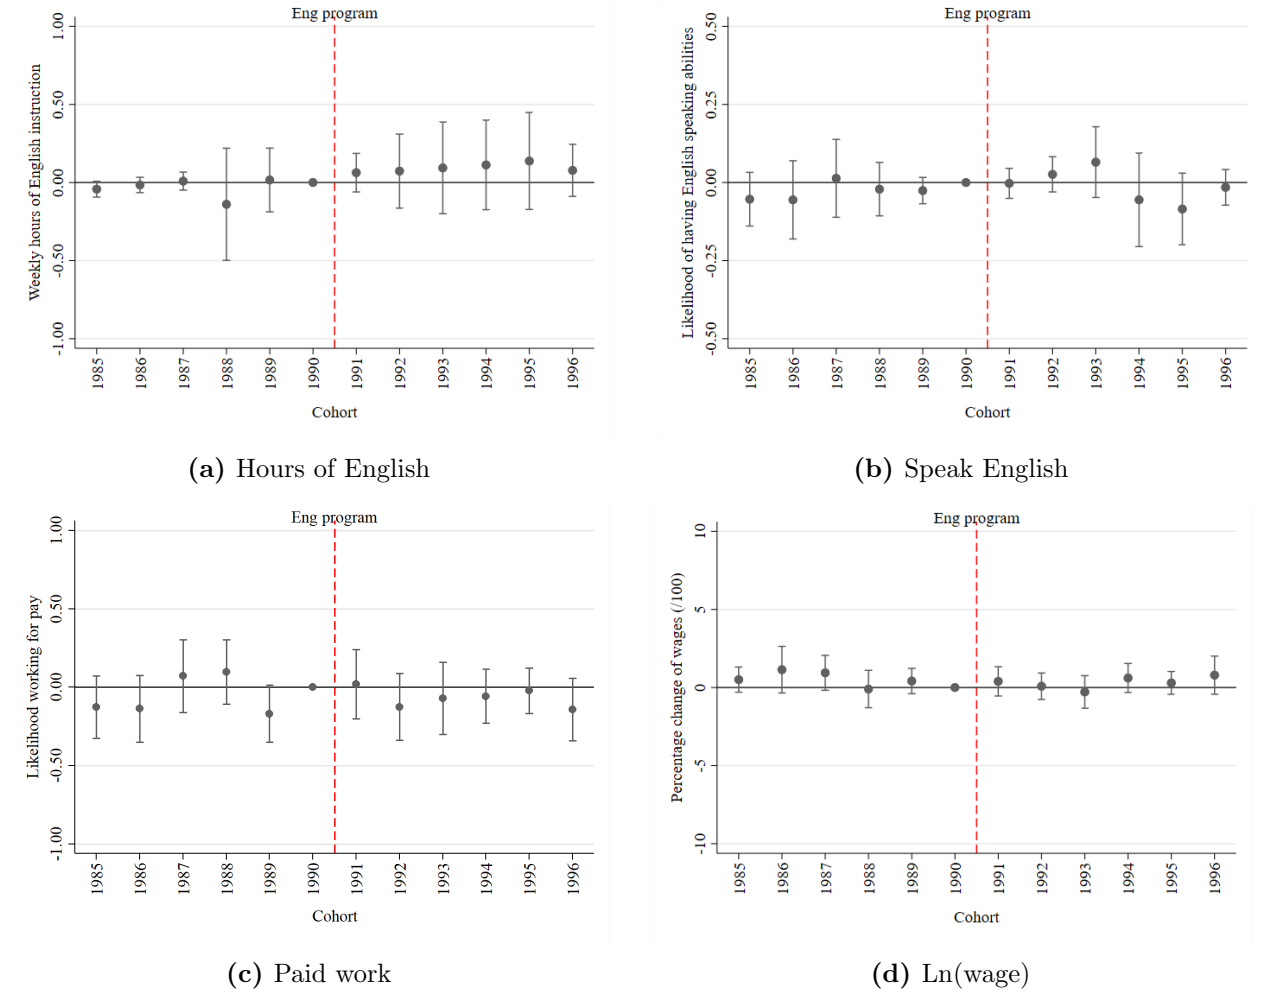 Eng program
Weekly hours of English instruction
1.00
0.50
0.00
-0.50
-1.00
1985 1986 1987 1988 1989 1990 1991 1992 1993 1994 1995 1996
Cohort
(a) Hours of English
Eng program
Likelihood of having English speaking abilities
0.50
0.25
0.00
-0.25
-0.50
1985 1986 1987 1988 1989 1990 1991 1992 1993 1994 1995 1996
Cohort
(b) Speak English
Eng program
Likelihood working for pay
1.00
0.50
0.00
-0.50
-1.00
1985 1986 1987 1988 1989 1990 1991 1992 1993 1994 1995 1996
Cohort
(c) Paid work
Eng program
Percentage change of wages (/100)
10
5
0
-5
-10
1985 1986 1987 1988 1989 1990 1991 1992 1993 1994 1995 1996
Cohort
(d) Ln(wage)